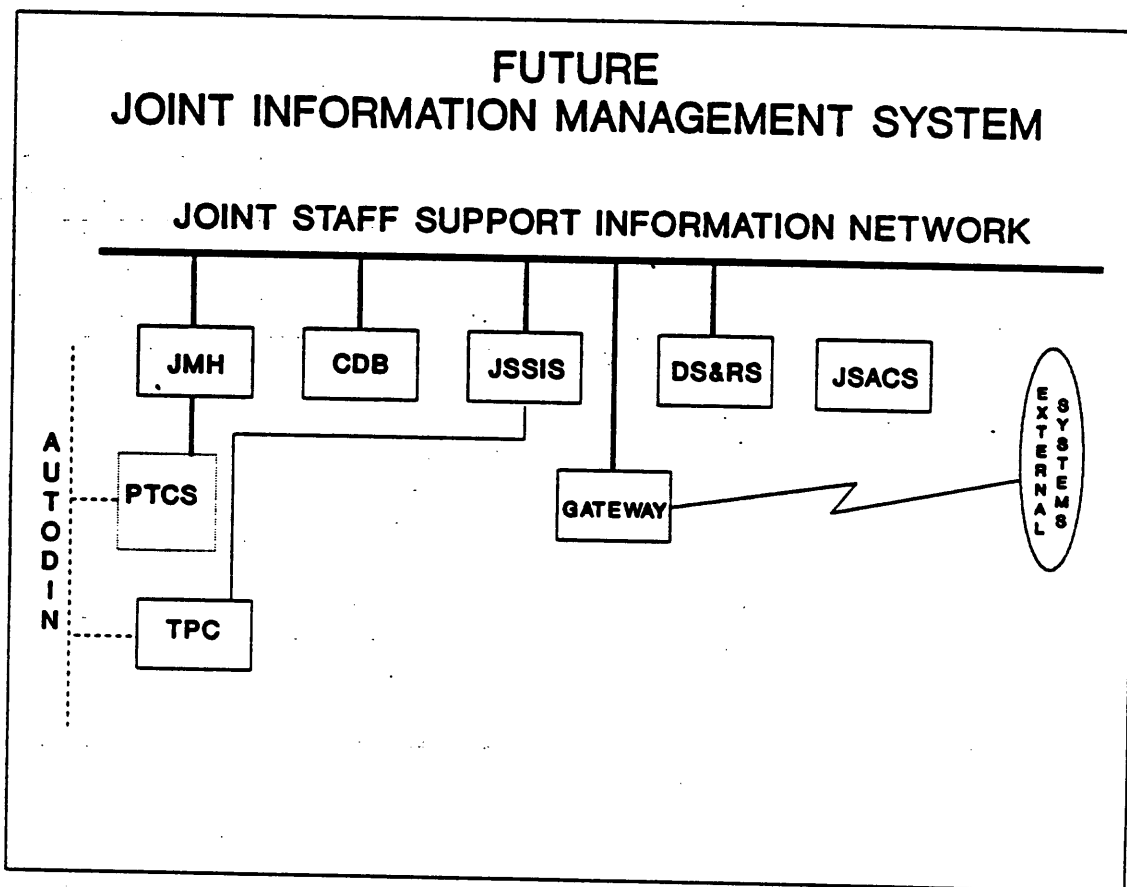 FUTURE
JOINT INFORMATION MANAGEMENT SYSTEM
JOINT STAFF SUPPORT INFORMATION NETWORK
JMH
CDB
JSSIS
DS&RS
JSACS
EXTERNAL
SYSTEMS
AUTODIN
PTCS
GATEWAY
TPC